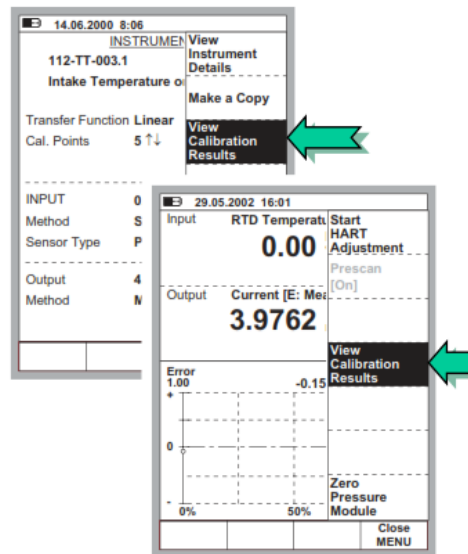 14.06.2000 8:06
INSTRUMEN
View
Instrument
Details
112-TT-003.1
Intake Temperature o
Make a Copy
Transfer Function Linear
Cal. Points 5 ↑↓
View
Calibration
Results
INPUT 0
Method S
Sensor Type P
Output 4
Method
29.05.2002 16:01
Input RTD Temperatu
0.00
Start
HART
Adjustment
Prescan
[On]
Output Current [E: Mea
3.9762
View
Calibration
Results
Error
1.00 -0.15
+
0
-
0% 50%
Zero
Pressure
Module
Close
MENU